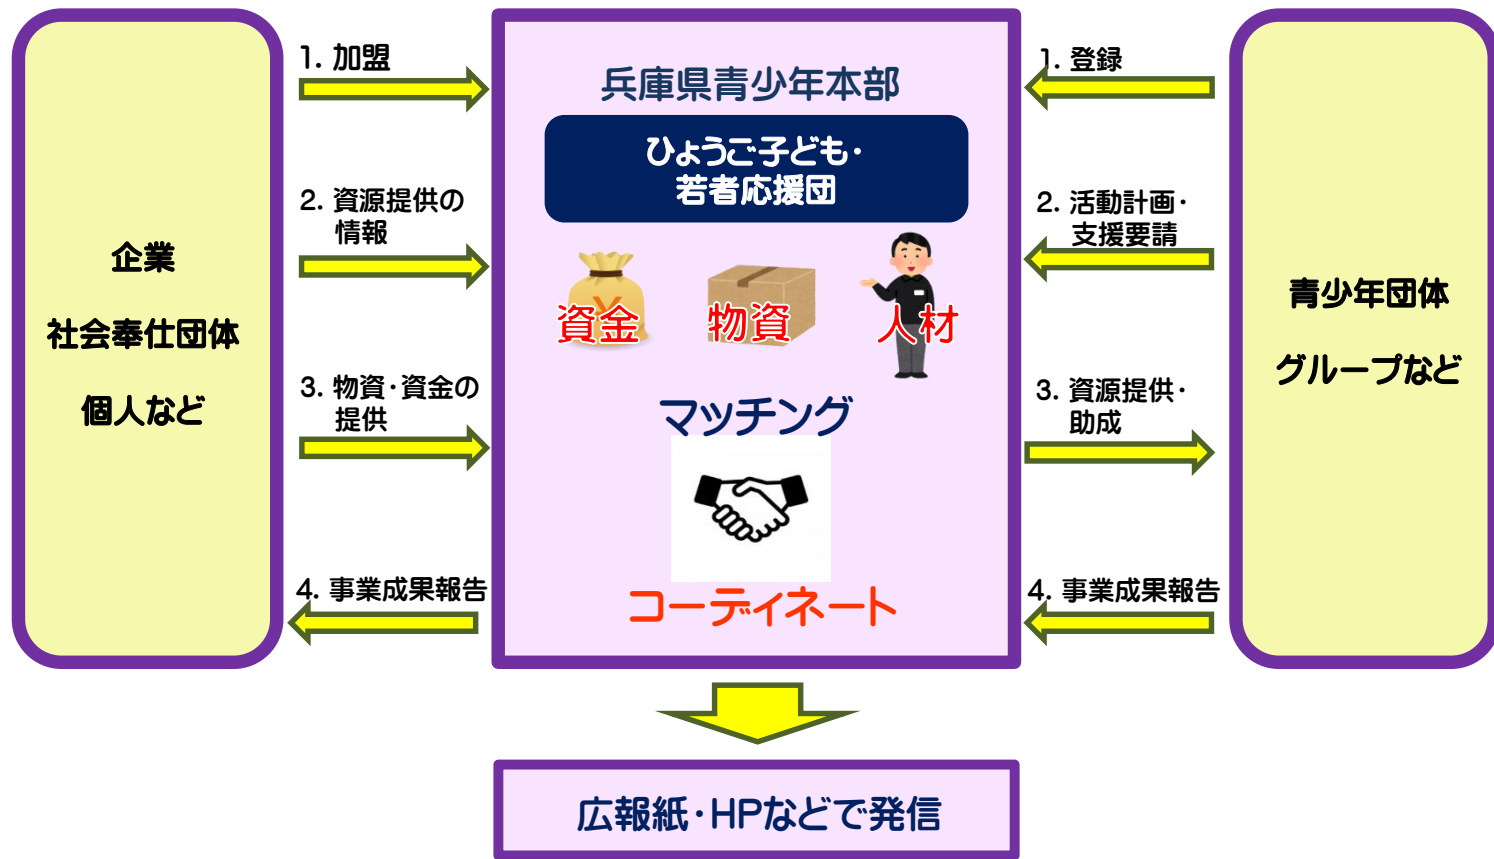 企業
社会奉仕団体
個人など
1. 加盟
2. 資源提供の
情報
3. 物資・資金の
提供
4. 事業成果報告
兵庫県青少年本部
ひょうご子ども・
若者応援団
¥
資金
物資
人材
マッチング
コーディネート
1. 登録
2. 活動計画・
支援要請
3. 資源提供・
助成
4. 事業成果報告
青少年団体
グループなど
広報紙・HPなどで発信